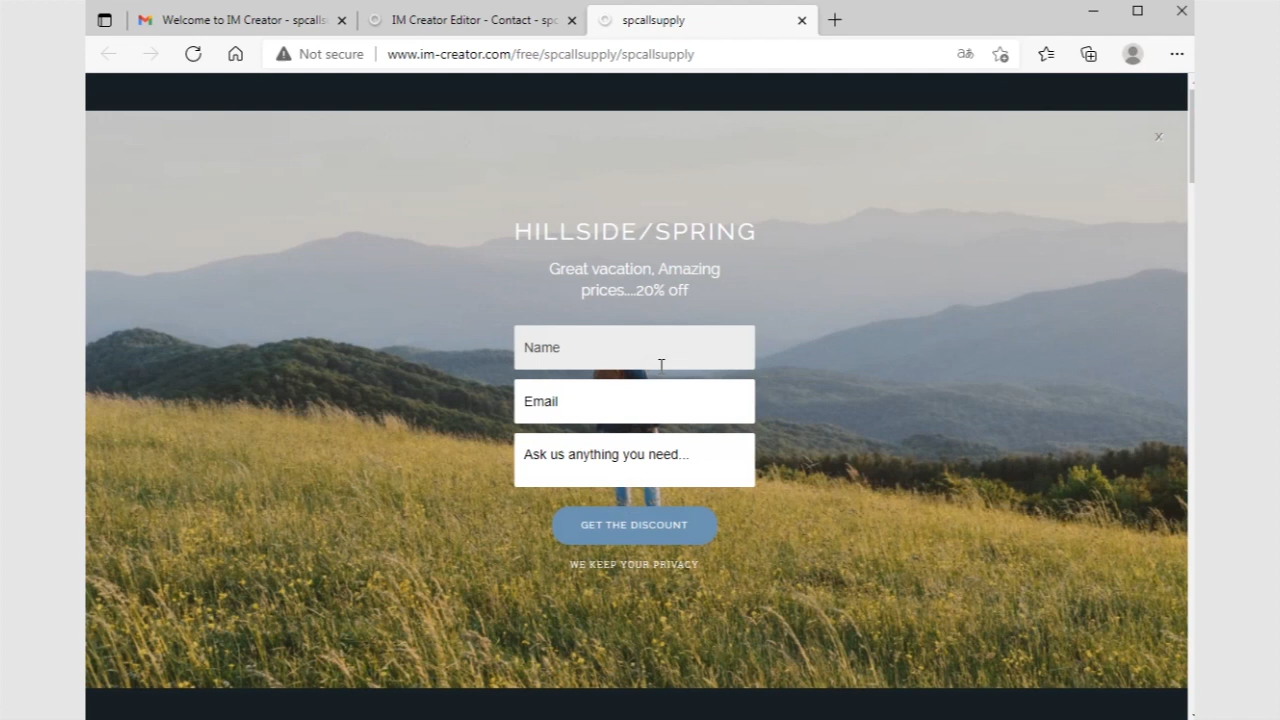 Welcome to IM Creator - spcalls
IM Creator Editor - Contact - spc
spcallsupply
Not secure
www.im-creator.com/free/spcallsupply/spcallsupply
HILLSIDE/SPRING
Great vacation, Amazing
prices....20% off
Name
Email
Ask us anything you need...
GET THE DISCOUNT
WE KEEP YOUR PRIVACY